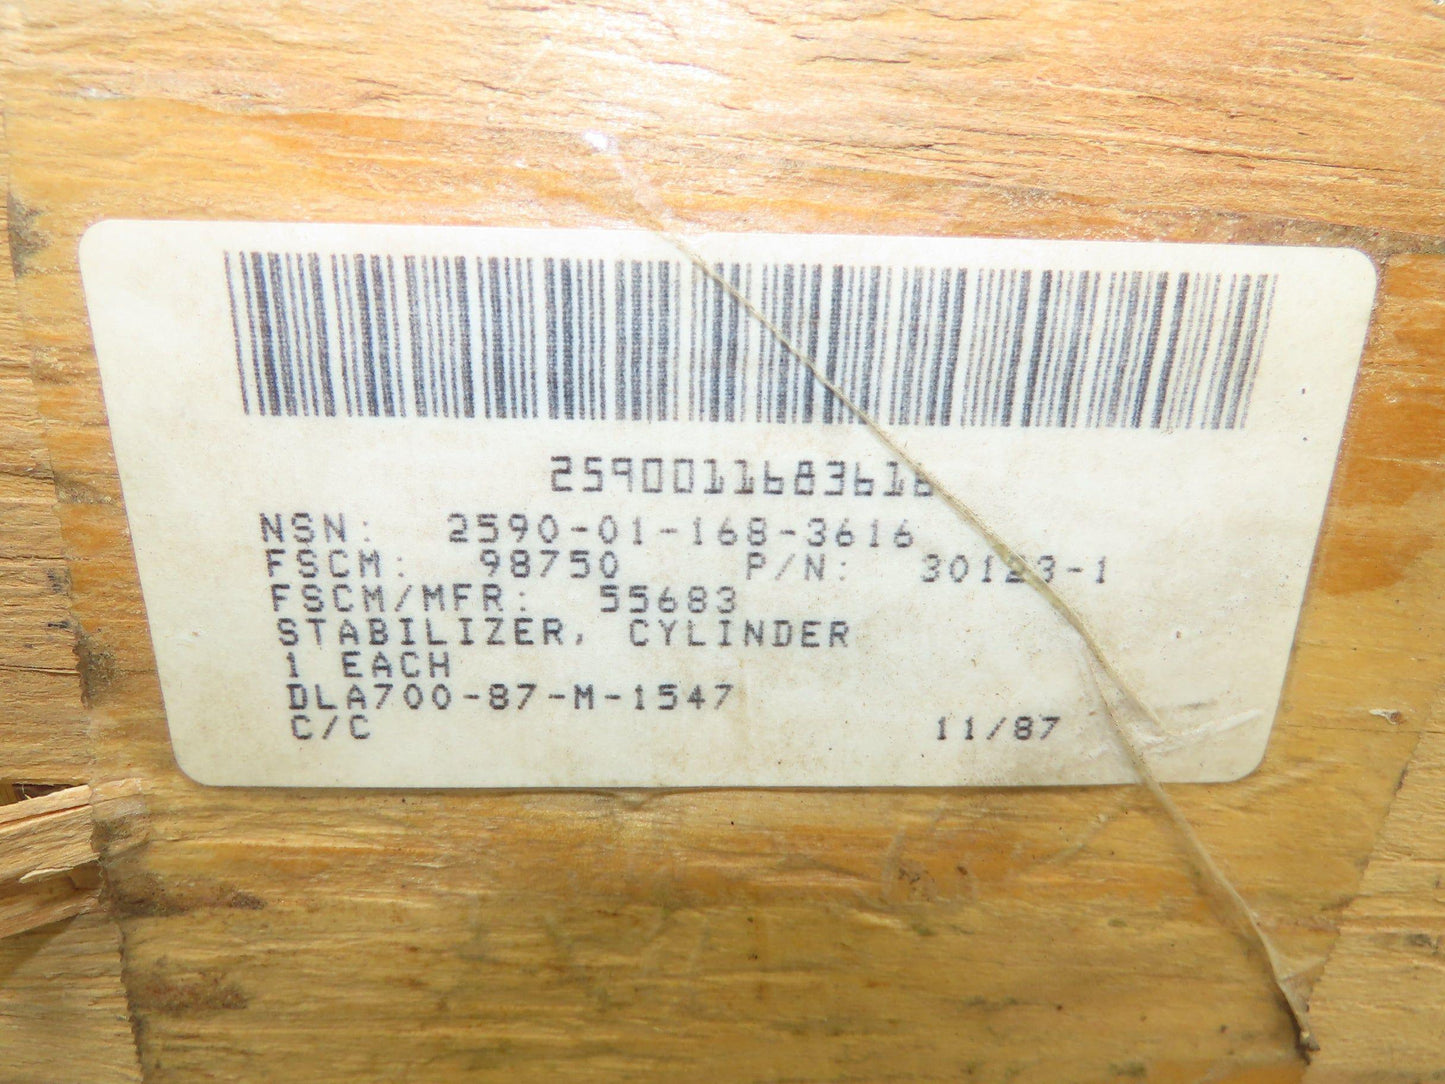 2590011683616
NSN: 2590-01-168-3616
FSCM: 98750 P/N: 30123-1
FSCM/MFR: 55683
STABILIZER, CYLINDER
1 EACH
DLA700-87-M-1547
C/C 11/87